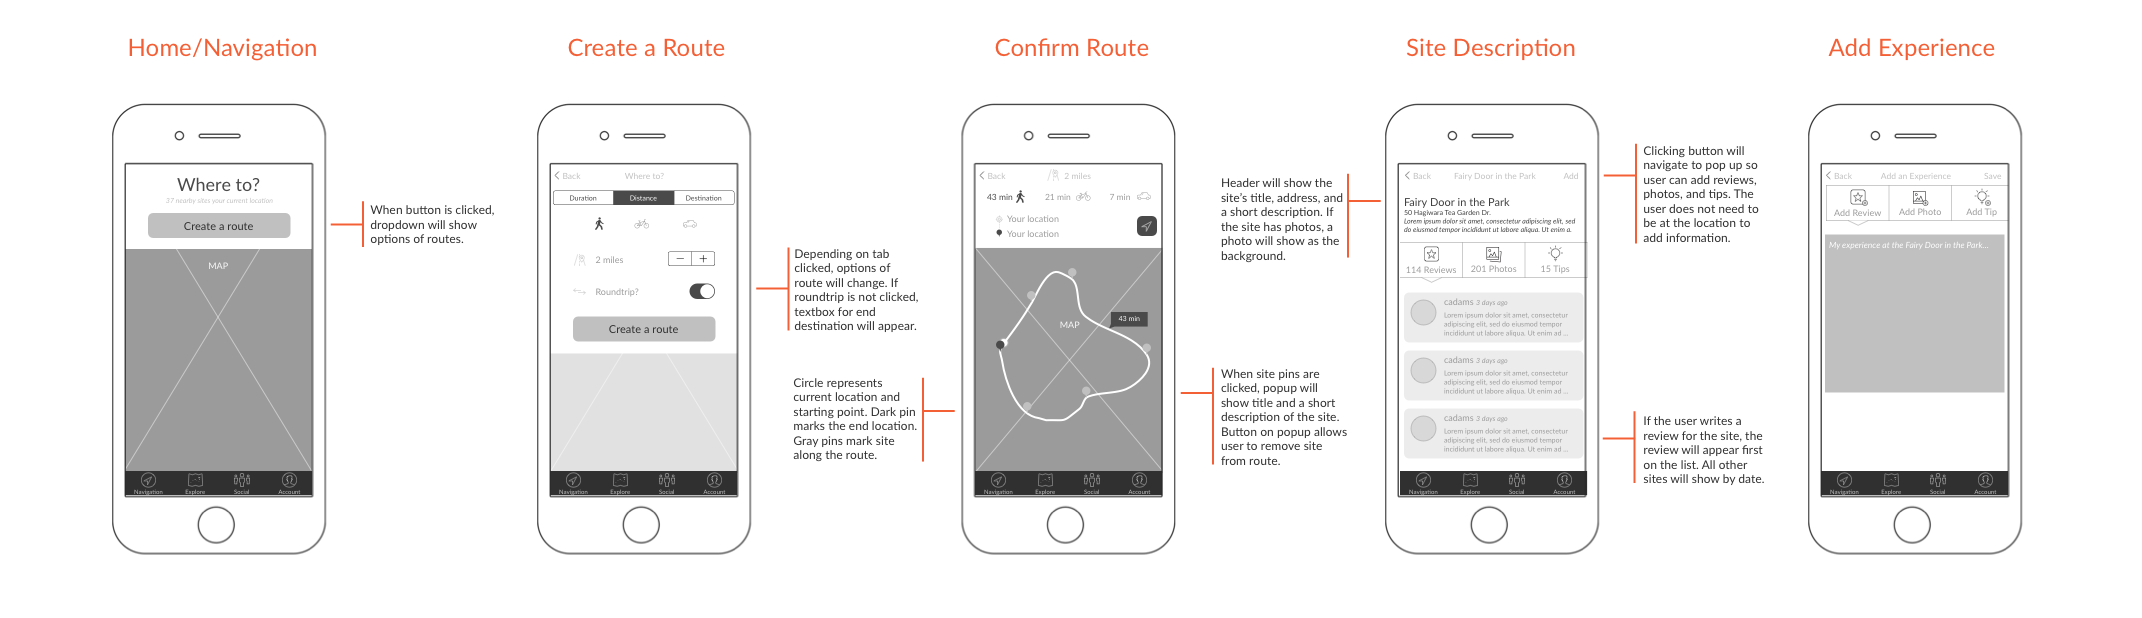 Home/Navigation
Where to?
37 nearby sites your current location
Create a route
MAP
Navigation Explore Social Account
When button is clicked,
dropdown will show
options of routes.
Create a Route
Back Where to?
Duration Distance Destination
2 miles − +
Roundtrip?
Create a route
Navigation Explore Social Account
Depending on tab
clicked, options of
route will change. If
roundtrip is not clicked,
textbox for end
destination will appear.
Circle represents
current location and
starting point. Dark pin
marks the end location.
Gray pins mark site
along the route.
Confirm Route
Back 2 miles
43 min 21 min 7 min
Your location
Your location
MAP
43 min
Navigation Explore Social Account
Header will show the
site's title, address, and
a short description. If
the site has photos, a
photo will show as the
background.
When site pins are
clicked, popup will
show title and a short
description of the site.
Button on popup allows
user to remove site
from route.
Site Description
Back Fairy Door in the Park Add
Fairy Door in the Park
50 Hagiwara Tea Garden Dr.
Lorem ipsum dolor sit amet, consectetur adipiscing elit, sed
do eiusmod tempor incididunt ut labore aliqua. Ut enim a.
114 Reviews 201 Photos 15 Tips
cadams 3 days ago
Lorem ipsum dolor sit amet, consectetur
adipiscing elit, sed do eiusmod tempor
incididunt ut labore aliqua. Ut enim ad ...
cadams 3 days ago
Lorem ipsum dolor sit amet, consectetur
adipiscing elit, sed do eiusmod tempor
incididunt ut labore aliqua. Ut enim ad ...
cadams 3 days ago
Lorem ipsum dolor sit amet, consectetur
adipiscing elit, sed do eiusmod tempor
incididunt ut labore aliqua. Ut enim ad ...
Navigation Explore Social Account
Clicking button will
navigate to pop up so
user can add reviews,
photos, and tips. The
user does not need to
be at the location to
add information.
If the user writes a
review for the site, the
review will appear first
on the list. All other
sites will show by date.
Add Experience
Back Add an Experience Save
Add Review Add Photo Add Tip
My experience at the Fairy Door in the Park...
Navigation Explore Social Account